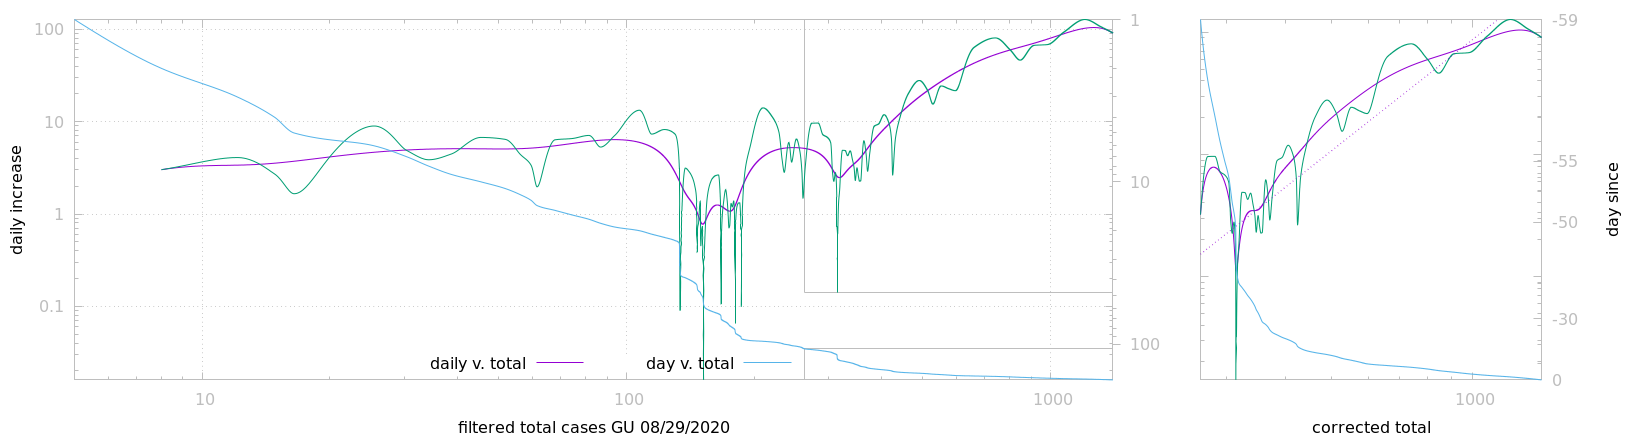 100
10
1
0.1
daily increase
daily v. total
day v. total
10
100
1000
filtered total cases GU 08/29/2020
1
10
100
1000
corrected total
-59
-55
-50
-30
0
day since